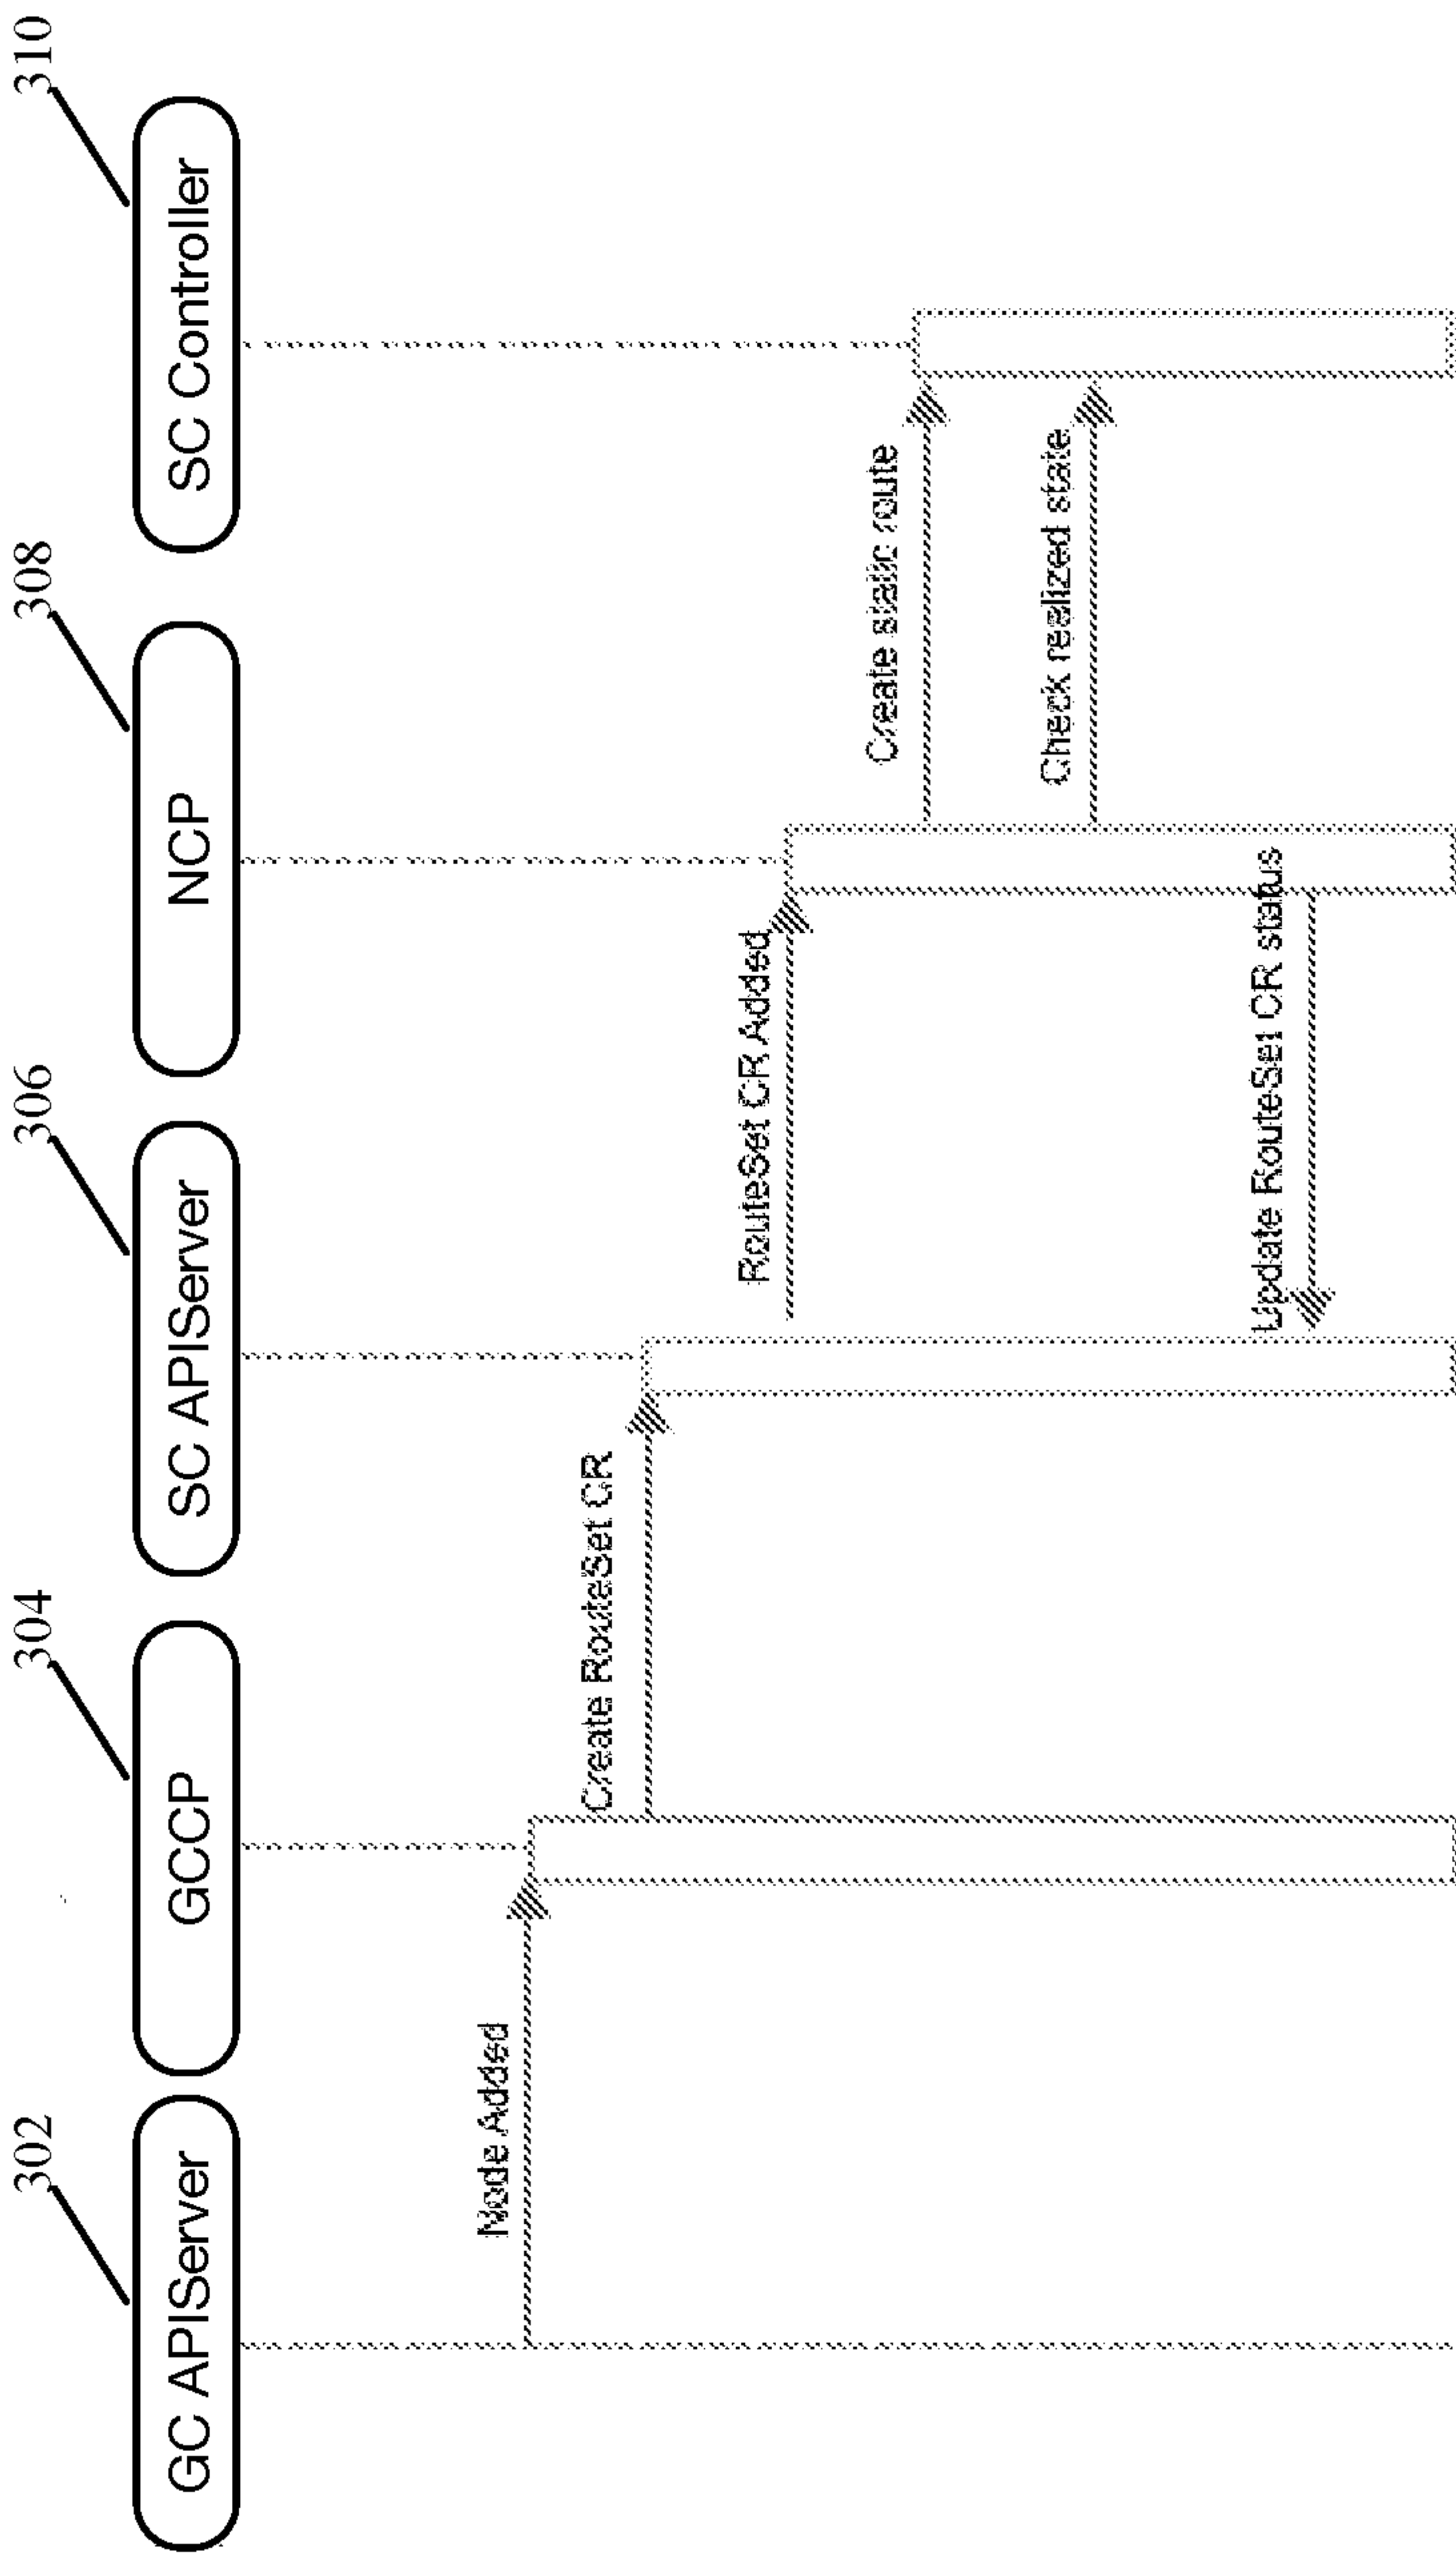 302
304
306
308
310
GC APIServer
GCCP
SC APIServer
NCP
SC Controller
Node Added
Create RouteSet CR
RouteSet CR Added
Create static route
Check realized state
Update RouteSet CR status